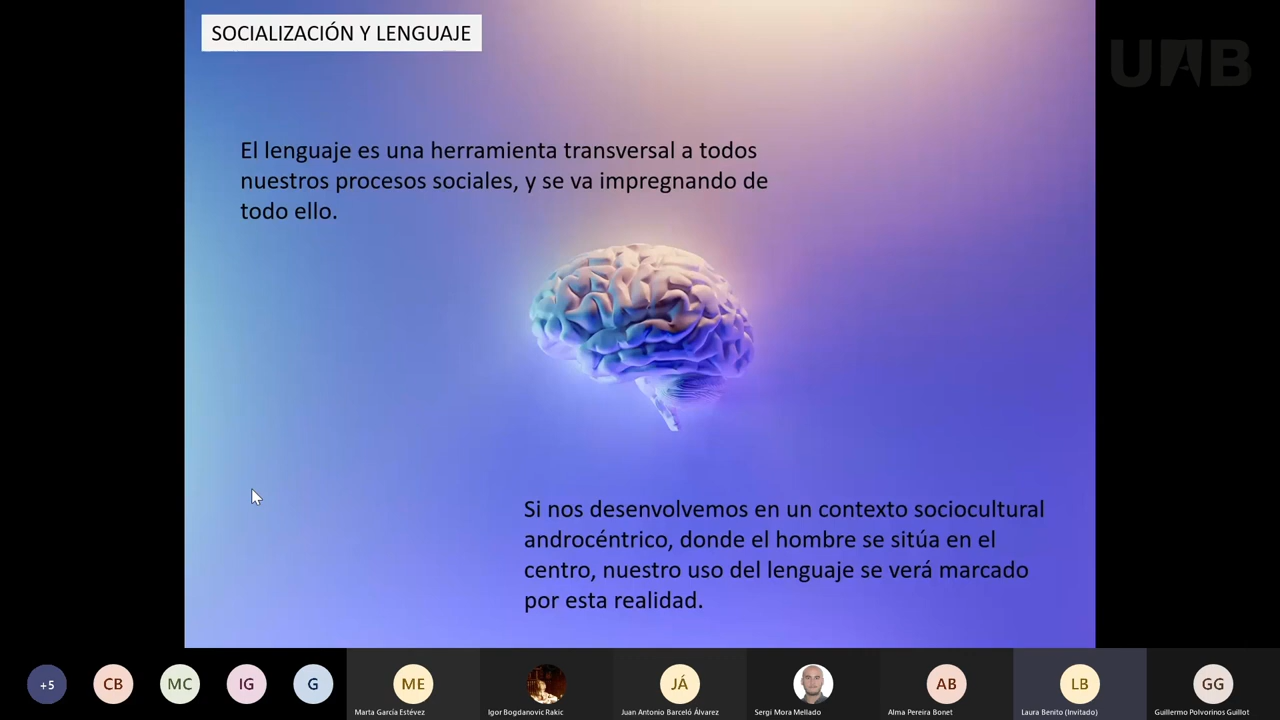 SOCIALIZACIÓN Y LENGUAJE
UAB
El lenguaje es una herramienta transversal a todos
nuestros procesos sociales, y se va impregnando de
todo ello.
Si nos desenvolvemos en un contexto sociocultural
androcéntrico, donde el hombre se sitúa en el
centro, nuestro uso del lenguaje se verá marcado
por esta realidad.
+5
CB
MC
IG
G
ME
JÁ
AB
LB
GG
Marta García Estévez
Igor Bogdanovic Rakic
Juan Antonio Barceló Álvarez
Sergi Mora Mellado
Alma Pereira Bonet
Laura Benito (Invitado)
Guillermo Polvorinos Guillot